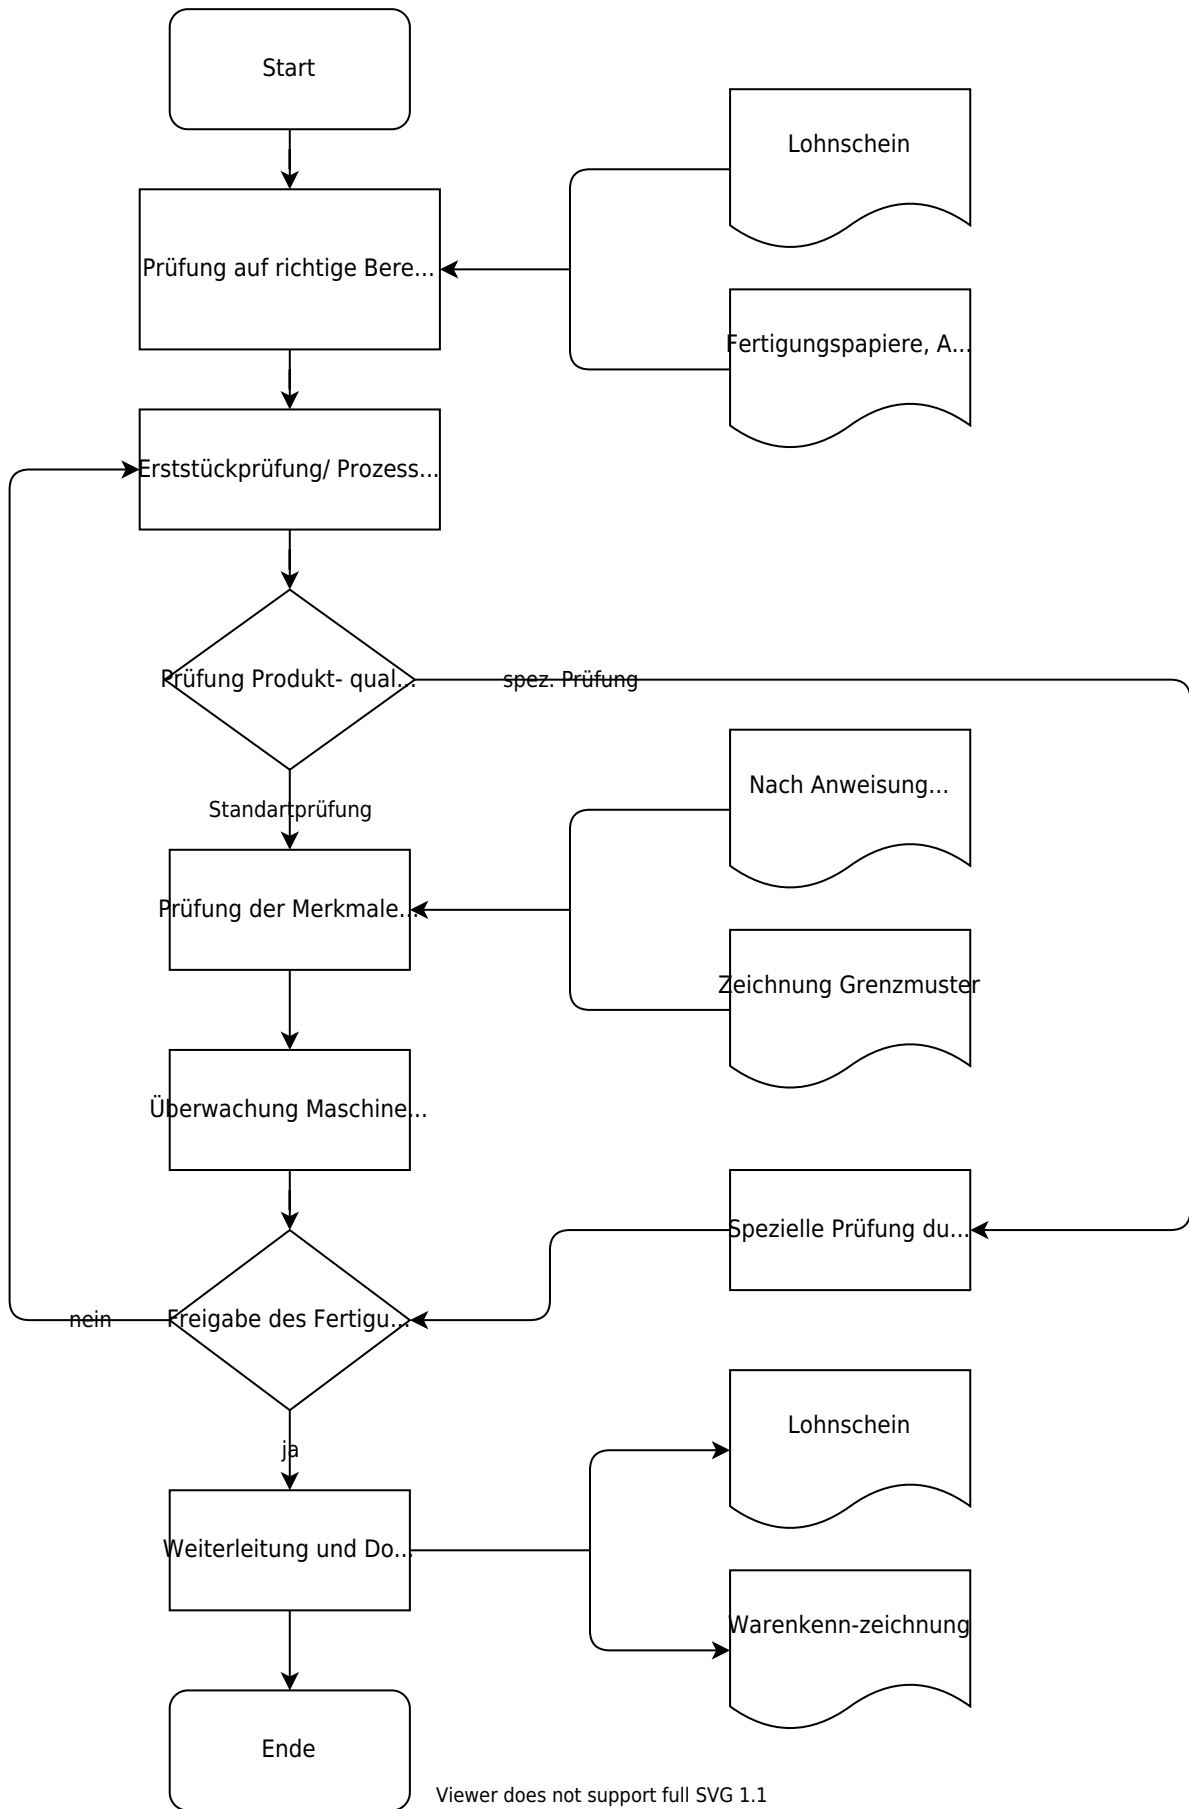 Start
Lohnschein
Prüfung auf richtige Bere...
Fertigungspapiere, A...
Erststückprüfung/ Prozess...
Prüfung Produkt- qual...
spez. Prüfung
Nach Anweisung...
Standartprüfung
Prüfung der Merkmale...
Zeichnung Grenzmuster
Überwachung Maschine...
Spezielle Prüfung du...
nein
Freigabe des Fertigu...
Lohnschein
ja
Weiterleitung und Do...
Warenkenn-zeichnung
Ende
Viewer does not support full SVG 1.1